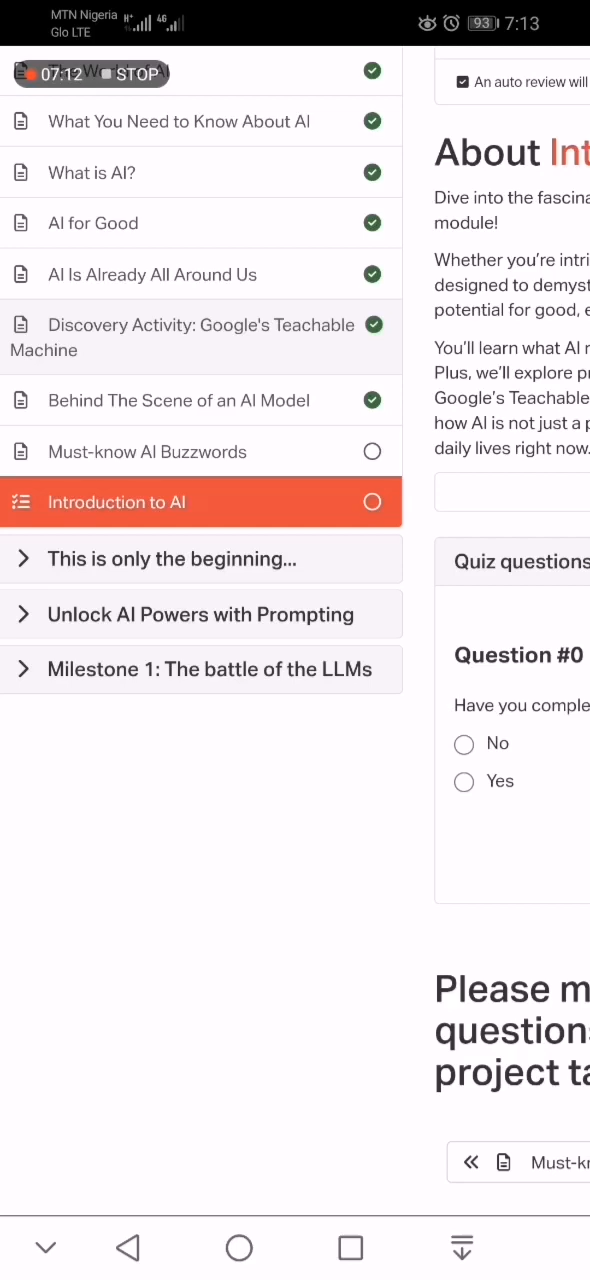 MTN Nigeria
Glo LTE
H+
4G
93
7:13
07:12
STOP
The World of AI
What You Need to Know About AI
What is AI?
AI for Good
AI Is Already All Around Us
Discovery Activity: Google's Teachable
Machine
Behind The Scene of an AI Model
Must-know AI Buzzwords
Introduction to AI
This is only the beginning...
Unlock AI Powers with Prompting
Milestone 1: The battle of the LLMs
An auto review will
About Int
Dive into the fascina
module!
Whether you're intri
designed to demyst
potential for good, e
You'll learn what AI r
Plus, we'll explore pr
Google's Teachable
how AI is not just a p
daily lives right now.
Quiz questions
Question #0
Have you comple
No
Yes
Please m
questions
project ta
Must-kn